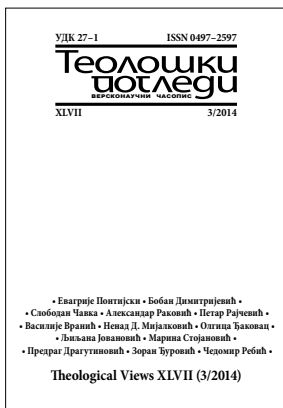 УДК 27–1 ISSN 0497–2597
Теолошки
погледи
ВЕРСКОНАУЧНИ ЧАСОПИС
XLVII 3/2014
• Евагрије Понтијски • Бобан Димитријевић •
• Слободан Чавка • Александар Раковић • Петар Рајчевић •
• Василије Вранић • Ненад Д. Мијалковић • Олгица Ђаковац •
• Љиљана Јовановић • Марина Стојановић •
• Предраг Драгутиновић • Зоран Ђуровић • Чедомир Ребић •
Theological Views XLVII (3/2014)